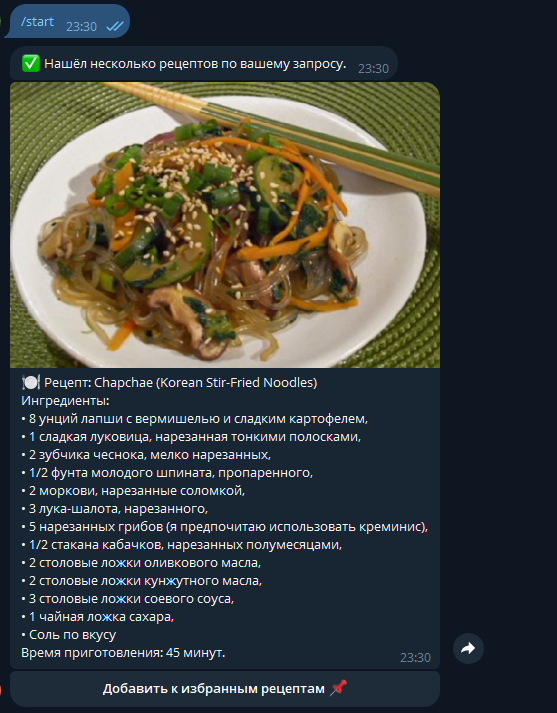 /start 23:30
✅ Нашёл несколько рецептов по вашему запросу. 23:30
🍽 Рецепт: Chapchae (Korean Stir-Fried Noodles)
Ингредиенты:
• 8 унций лапши с вермишелью и сладким картофелем,
• 1 сладкая луковица, нарезанная тонкими полосками,
• 2 зубчика чеснока, мелко нарезанных,
• 1/2 фунта молодого шпината, пропаренного,
• 2 моркови, нарезанные соломкой,
• 3 лука-шалота, нарезанного,
• 5 нарезанных грибов (я предпочитаю использовать креминис),
• 1/2 стакана кабачков, нарезанных полумесяцами,
• 2 столовые ложки оливкового масла,
• 2 столовые ложки кунжутного масла,
• 3 столовые ложки соевого соуса,
• 1 чайная ложка сахара,
• Соль по вкусу
Время приготовления: 45 минут. 23:30
Добавить к избранным рецептам 📌